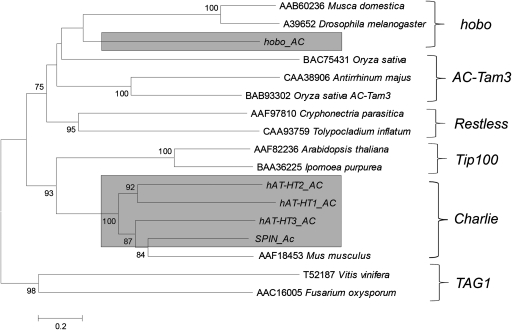 100
AAB60236 Musca domestica
A39652 Drosophila melanogaster
hobo
hobo_AC
BAC75431 Oryza sativa
75
CAA38906 Antirrhinum majus
AC-Tam3
100
BAB93302 Oryza sativa AC-Tam3
AAF97810 Cryphonectria parasitica
Restless
95
CAA93759 Tolypocladium inflatum
100
AAF82236 Arabidopsis thaliana
Tip100
BAA36225 Ipomoea purpurea
93
92
hAT-HT2_AC
hAT-HT1_AC
100
hAT-HT3_AC
Charlie
87
SPIN_Ac
84
AAF18453 Mus musculus
T52187 Vitis vinifera
TAG1
98
AAC16005 Fusarium oxysporum
0.2